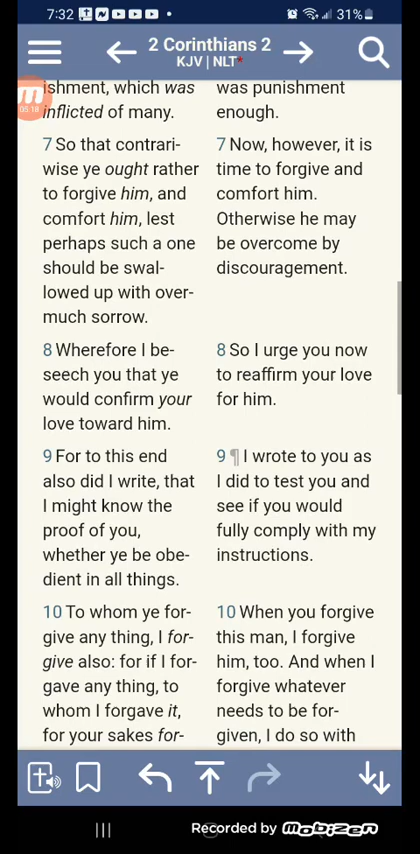 7:32 31%
2 Corinthians 2
KJV | NLT*
ishment, which was
inflicted of many.
7 So that contrari-
wise ye ought rather
to forgive him, and
comfort him, lest
perhaps such a one
should be swal-
lowed up with over-
much sorrow.
8 Wherefore I be-
seech you that ye
would confirm your
love toward him.
9 For to this end
also did I write, that
I might know the
proof of you,
whether ye be obe-
dient in all things.
10 To whom ye for-
give any thing, I for-
give also: for if I for-
gave any thing, to
whom I forgave it,
for your sakes for-
was punishment
enough.
7 Now, however, it is
time to forgive and
comfort him.
Otherwise he may
be overcome by
discouragement.
8 So I urge you now
to reaffirm your love
for him.
9 ¶ I wrote to you as
I did to test you and
see if you would
fully comply with my
instructions.
10 When you forgive
this man, I forgive
him, too. And when I
forgive whatever
needs to be for-
given, I do so with
05:18
Recorded by Mobizen